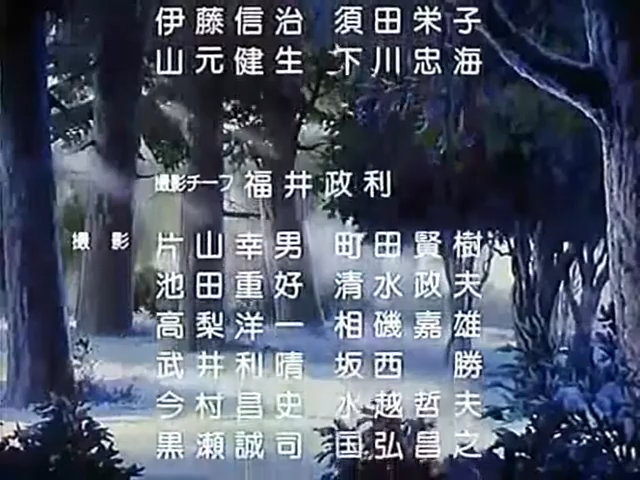 伊藤信治 須田栄子
山元健生 下川忠海
撮影チーフ 福井政利
撮影 片山幸男 町田賢樹
池田重好 清水政夫
高梨洋一 相磯嘉雄
武井利晴 坂西勝
今村昌史 水越哲夫
黒瀬誠司 国弘昌之